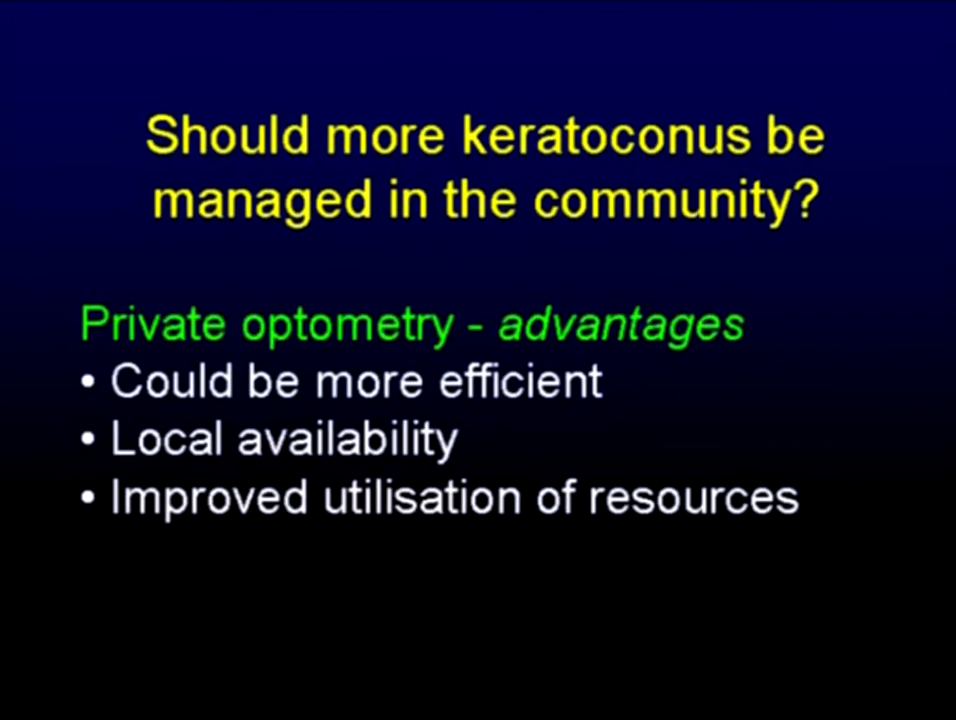 Should more keratoconus be
managed in the community?
Private optometry - advantages
• Could be more efficient
• Local availability
• Improved utilisation of resources